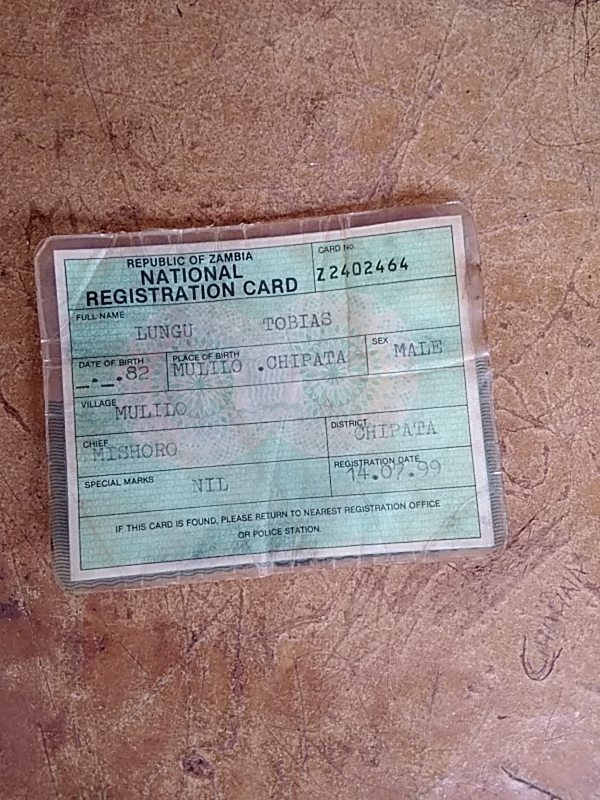 REPUBLIC OF ZAMBIA
NATIONAL
REGISTRATION CARD
CARD No.
Z2402464
FULL NAME
LUNGU TOBIAS
DATE OF BIRTH
_._.82
PLACE OF BIRTH
MULILO .CHIPATA
SEX
MALE
VILLAGE
MULILO
CHIEF
MISHORO
DISTRICT
CHIPATA
SPECIAL MARKS
NIL
REGISTRATION DATE
14.07.99
IF THIS CARD IS FOUND, PLEASE RETURN TO NEAREST REGISTRATION OFFICE
OR POLICE STATION.